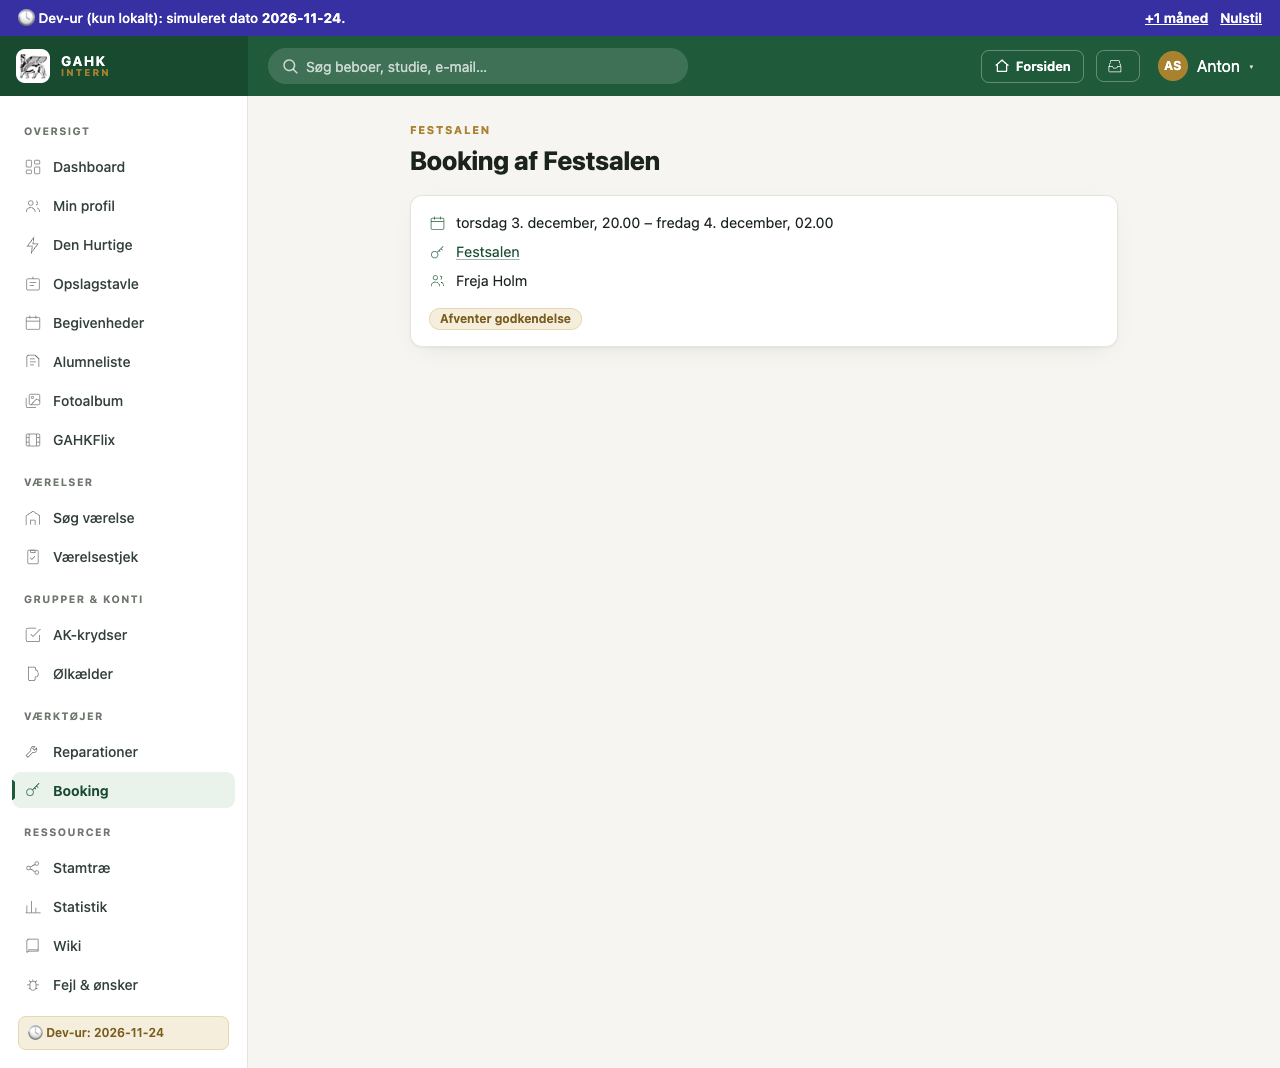 Dev-ur (kun lokalt): simuleret dato 2026-11-24.
+1 måned Nulstil
GAHK
INTERN
Søg beboer, studie, e-mail...
Forsiden
AS Anton
OVERSIGT
Dashboard
Min profil
Den Hurtige
Opslagstavle
Begivenheder
Alumneliste
Fotoalbum
GAHKFlix
VÆRELSER
Søg værelse
Værelsestjek
GRUPPER & KONTI
AK-krydser
Ølkælder
VÆRKTØJER
Reparationer
Booking
RESSOURCER
Stamtræ
Statistik
Wiki
Fejl & ønsker
Dev-ur: 2026-11-24
FESTSALEN
Booking af Festsalen
torsdag 3. december, 20.00 – fredag 4. december, 02.00
Festsalen
Freja Holm
Afventer godkendelse